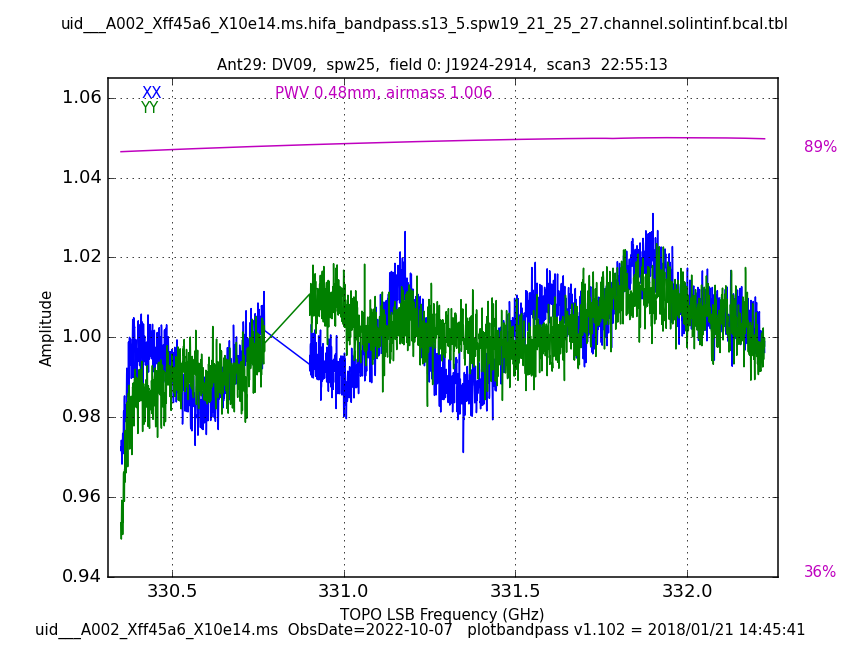 uid___A002_Xff45a6_X10e14.ms.hifa_bandpass.s13_5.spw19_21_25_27.channel.solintinf.bcal.tbl
Ant29: DV09, spw25, field 0: J1924-2914, scan3 22:55:13
XX
YY
PWV 0.48mm, airmass 1.006
1.06
1.04
1.02
1.00
0.98
0.96
0.94
Amplitude
89%
36%
330.5 331.0 331.5 332.0
TOPO LSB Frequency (GHz)
uid___A002_Xff45a6_X10e14.ms ObsDate=2022-10-07 plotbandpass v1.102 = 2018/01/21 14:45:41